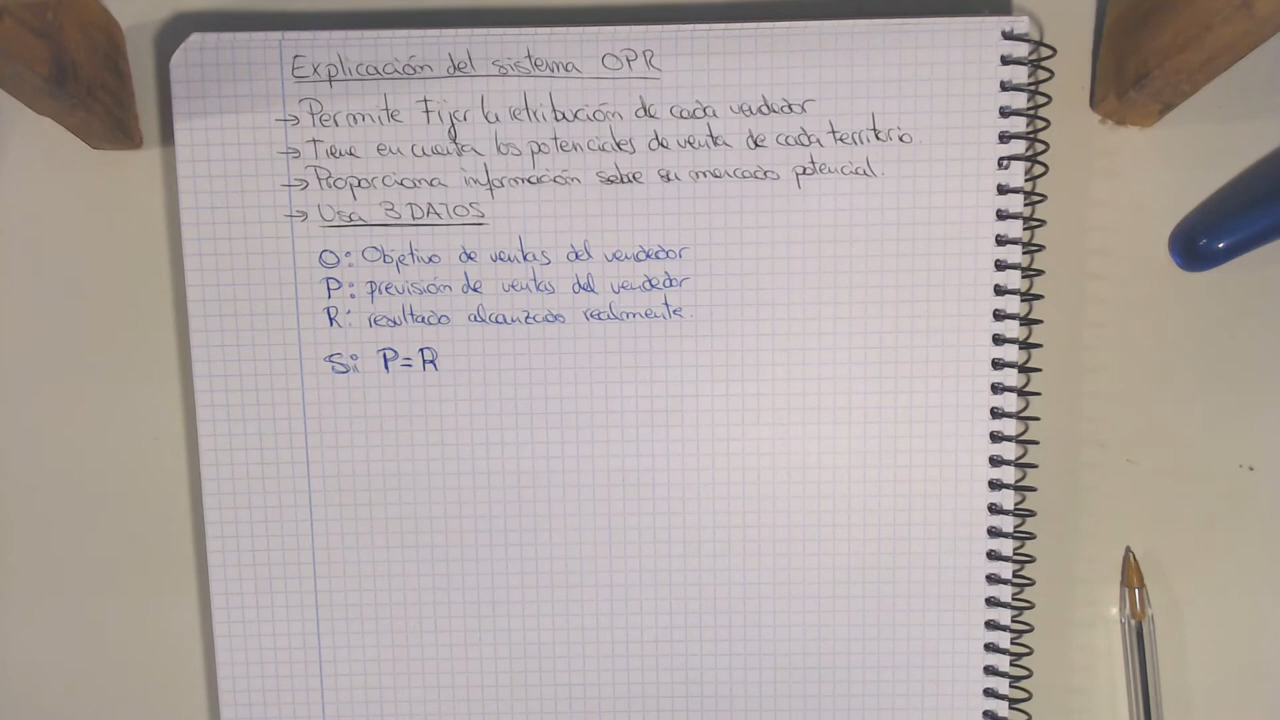 Explicación del sistema OPR
→ Permite Fijar la retribución de cada vendedor
→ Tiene en cuenta los potenciales de venta de cada territorio.
→ Proporciona información sobre su mercado potencial.
→ Usa 3 DATOS
O: Objetivo de ventas del vendedor
P: previsión de ventas del vendedor
R: resultado alcanzado realmente.
Si P=R